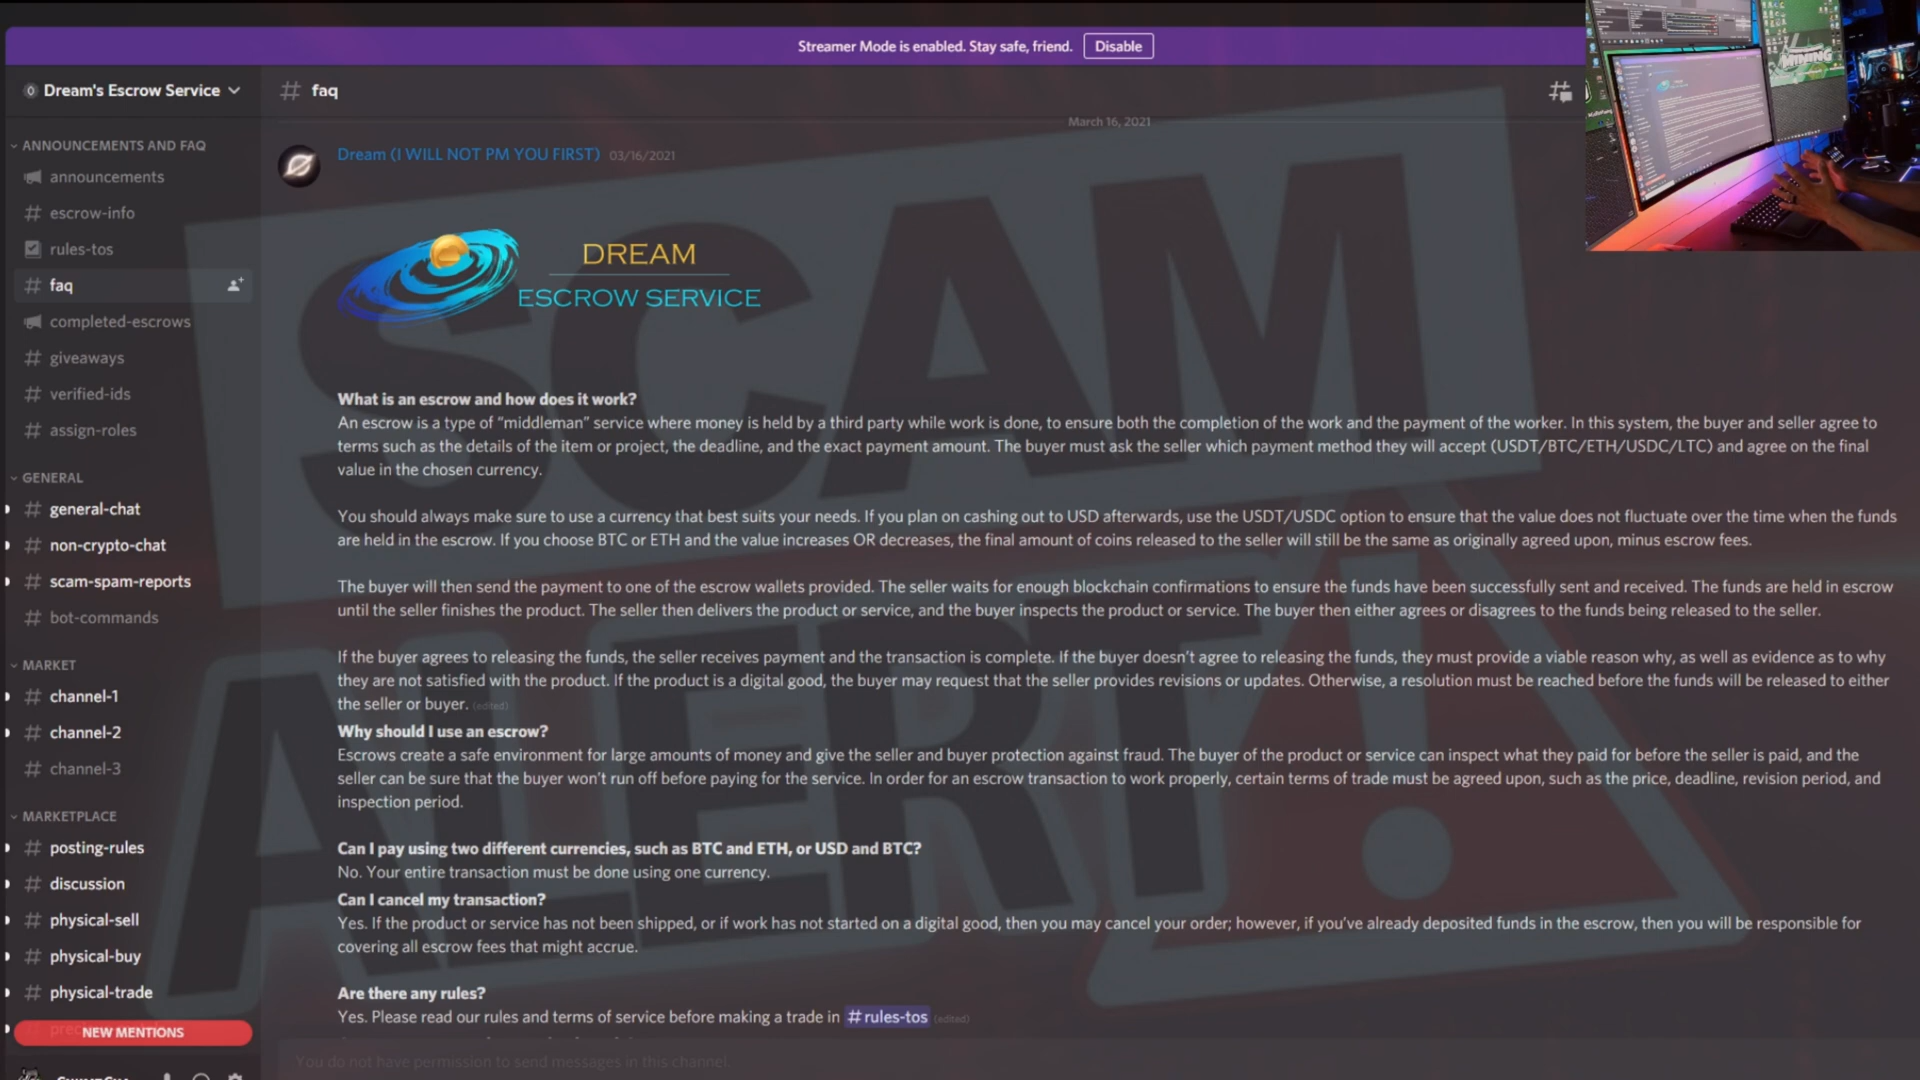 Streamer Mode is enabled. Stay safe, friend. Disable
Dream's Escrow Service
faq
ANNOUNCEMENTS AND FAQ
announcements
escrow-info
rules-tos
faq
completed-escrows
giveaways
verified-ids
assign-roles
GENERAL
general-chat
non-crypto-chat
scam-spam-reports
bot-commands
MARKET
channel-1
channel-2
channel-3
MARKETPLACE
posting-rules
discussion
physical-sell
physical-buy
physical-trade
NEW MENTIONS
March 16, 2021
Dream (I WILL NOT PM YOU FIRST) 03/16/2021
DREAM
ESCROW SERVICE
What is an escrow and how does it work?
An escrow is a type of “middleman” service where money is held by a third party while work is done, to ensure both the completion of the work and the payment of the worker. In this system, the buyer and seller agree to
terms such as the details of the item or project, the deadline, and the exact payment amount. The buyer must ask the seller which payment method they will accept (USDT/BTC/ETH/USDC/LTC) and agree on the final
value in the chosen currency.
You should always make sure to use a currency that best suits your needs. If you plan on cashing out to USD afterwards, use the USDT/USDC option to ensure that the value does not fluctuate over the time when the funds
are held in the escrow. If you choose BTC or ETH and the value increases OR decreases, the final amount of coins released to the seller will still be the same as originally agreed upon, minus escrow fees.
The buyer will then send the payment to one of the escrow wallets provided. The seller waits for enough blockchain confirmations to ensure the funds have been successfully sent and received. The funds are held in escrow
until the seller finishes the product. The seller then delivers the product or service, and the buyer inspects the product or service. The buyer then either agrees or disagrees to the funds being released to the seller.
If the buyer agrees to releasing the funds, the seller receives payment and the transaction is complete. If the buyer doesn't agree to releasing the funds, they must provide a viable reason why, as well as evidence as to why
they are not satisfied with the product. If the product is a digital good, the buyer may request that the seller provides revisions or updates. Otherwise, a resolution must be reached before the funds will be released to either
the seller or buyer. (edited)
Why should I use an escrow?
Escrows create a safe environment for large amounts of money and give the seller and buyer protection against fraud. The buyer of the product or service can inspect what they paid for before the seller is paid, and the
seller can be sure that the buyer won't run off before paying for the service. In order for an escrow transaction to work properly, certain terms of trade must be agreed upon, such as the price, deadline, revision period, and
inspection period.
Can I pay using two different currencies, such as BTC and ETH, or USD and BTC?
No. Your entire transaction must be done using one currency.
Can I cancel my transaction?
Yes. If the product or service has not been shipped, or if work has not started on a digital good, then you may cancel your order; however, if you've already deposited funds in the escrow, then you will be responsible for
covering all escrow fees that might accrue.
Are there any rules?
Yes. Please read our rules and terms of service before making a trade in #rules-tos (edited)
You do not have permission to send messages in this channel.
SCAM
ALERT!
MINING